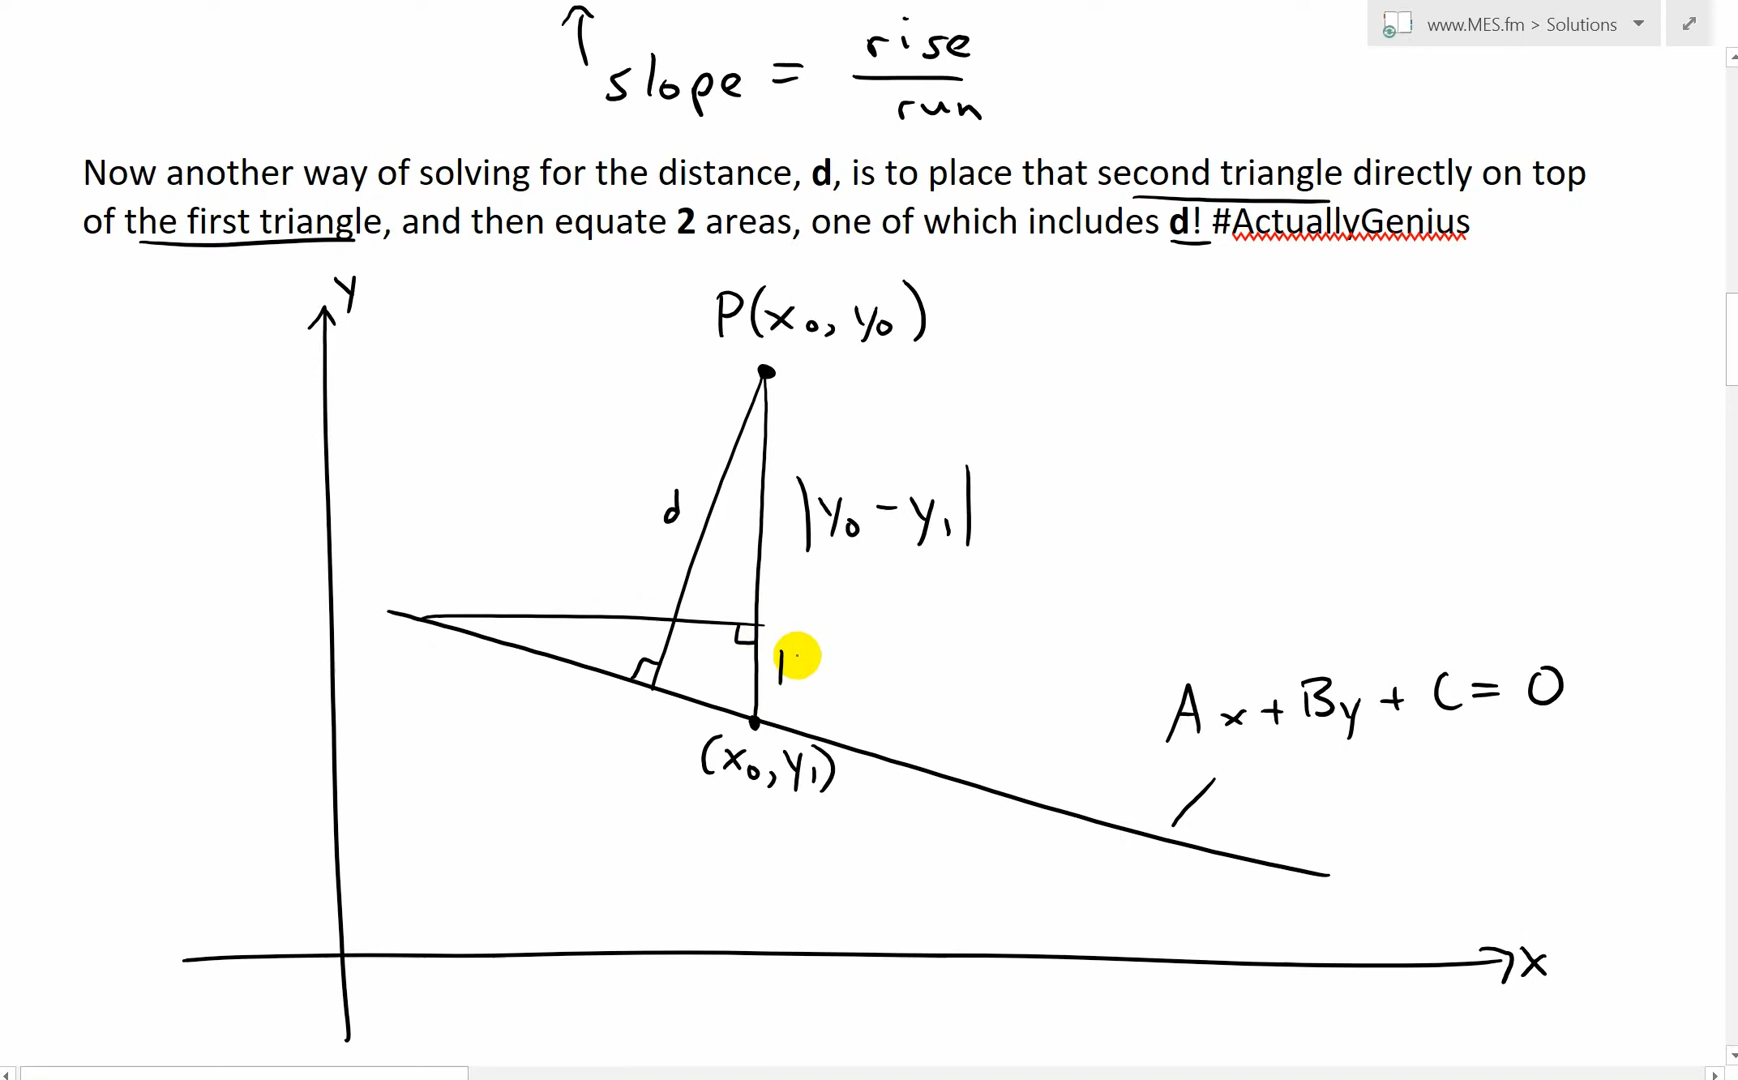 www.MES.fm > Solutions
slope = rise/run
Now another way of solving for the distance, d, is to place that second triangle directly on top
of the first triangle, and then equate 2 areas, one of which includes d! #ActuallyGenius
y
P(x₀, y₀)
d
|y₀ - y₁|
Ax + By + C = 0
(x₀, y₁)
x